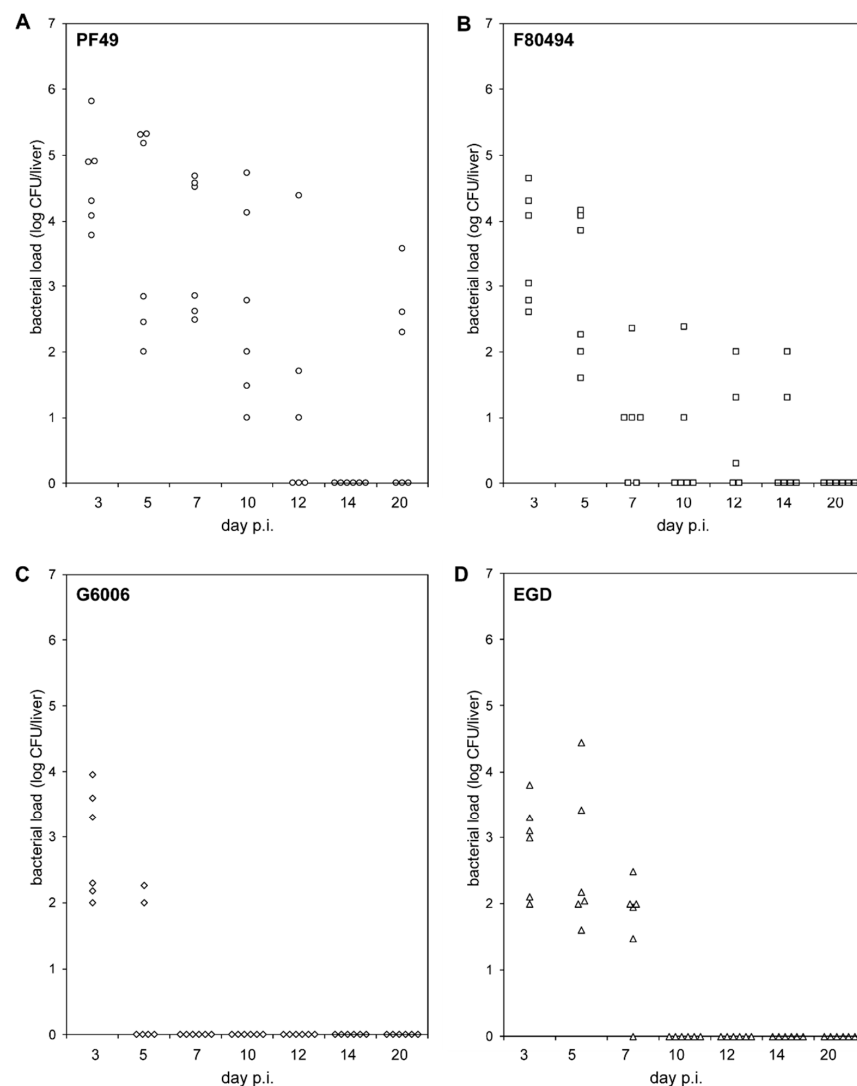 A
PF49
bacterial load (log CFU/liver)
7
6
5
4
3
2
1
0
3 5 7 10 12 14 20
day p.i.
B
F80494
bacterial load (og CFU/liver)
7
6
5
4
3
2
1
0
3 5 7 10 12 14 20
day p.i.
C
G6006
bacterial load (log CFU/liver)
7
6
5
4
3
2
1
0
3 5 7 10 12 14 20
day p.i.
D
EGD
bacterial load (log CFU/liver)
7
6
5
4
3
2
1
0
3 5 7 10 12 14 20
day p.i.